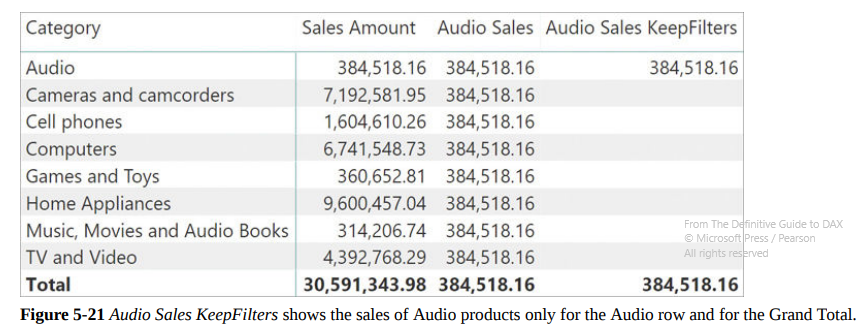 Category Sales Amount Audio Sales Audio Sales KeepFilters
Audio 384,518.16 384,518.16 384,518.16
Cameras and camcorders 7,192,581.95 384,518.16
Cell phones 1,604,610.26 384,518.16
Computers 6,741,548.73 384,518.16
Games and Toys 360,652.81 384,518.16
Home Appliances 9,600,457.04 384,518.16
Music, Movies and Audio Books 314,206.74 384,518.16
TV and Video 4,392,768.29 384,518.16
Total 30,591,343.98 384,518.16 384,518.16
From The Definitive Guide to DAX
© Microsoft Press / Pearson
All rights reserved
Figure 5-21 Audio Sales KeepFilters shows the sales of Audio products only for the Audio row and for the Grand Total.